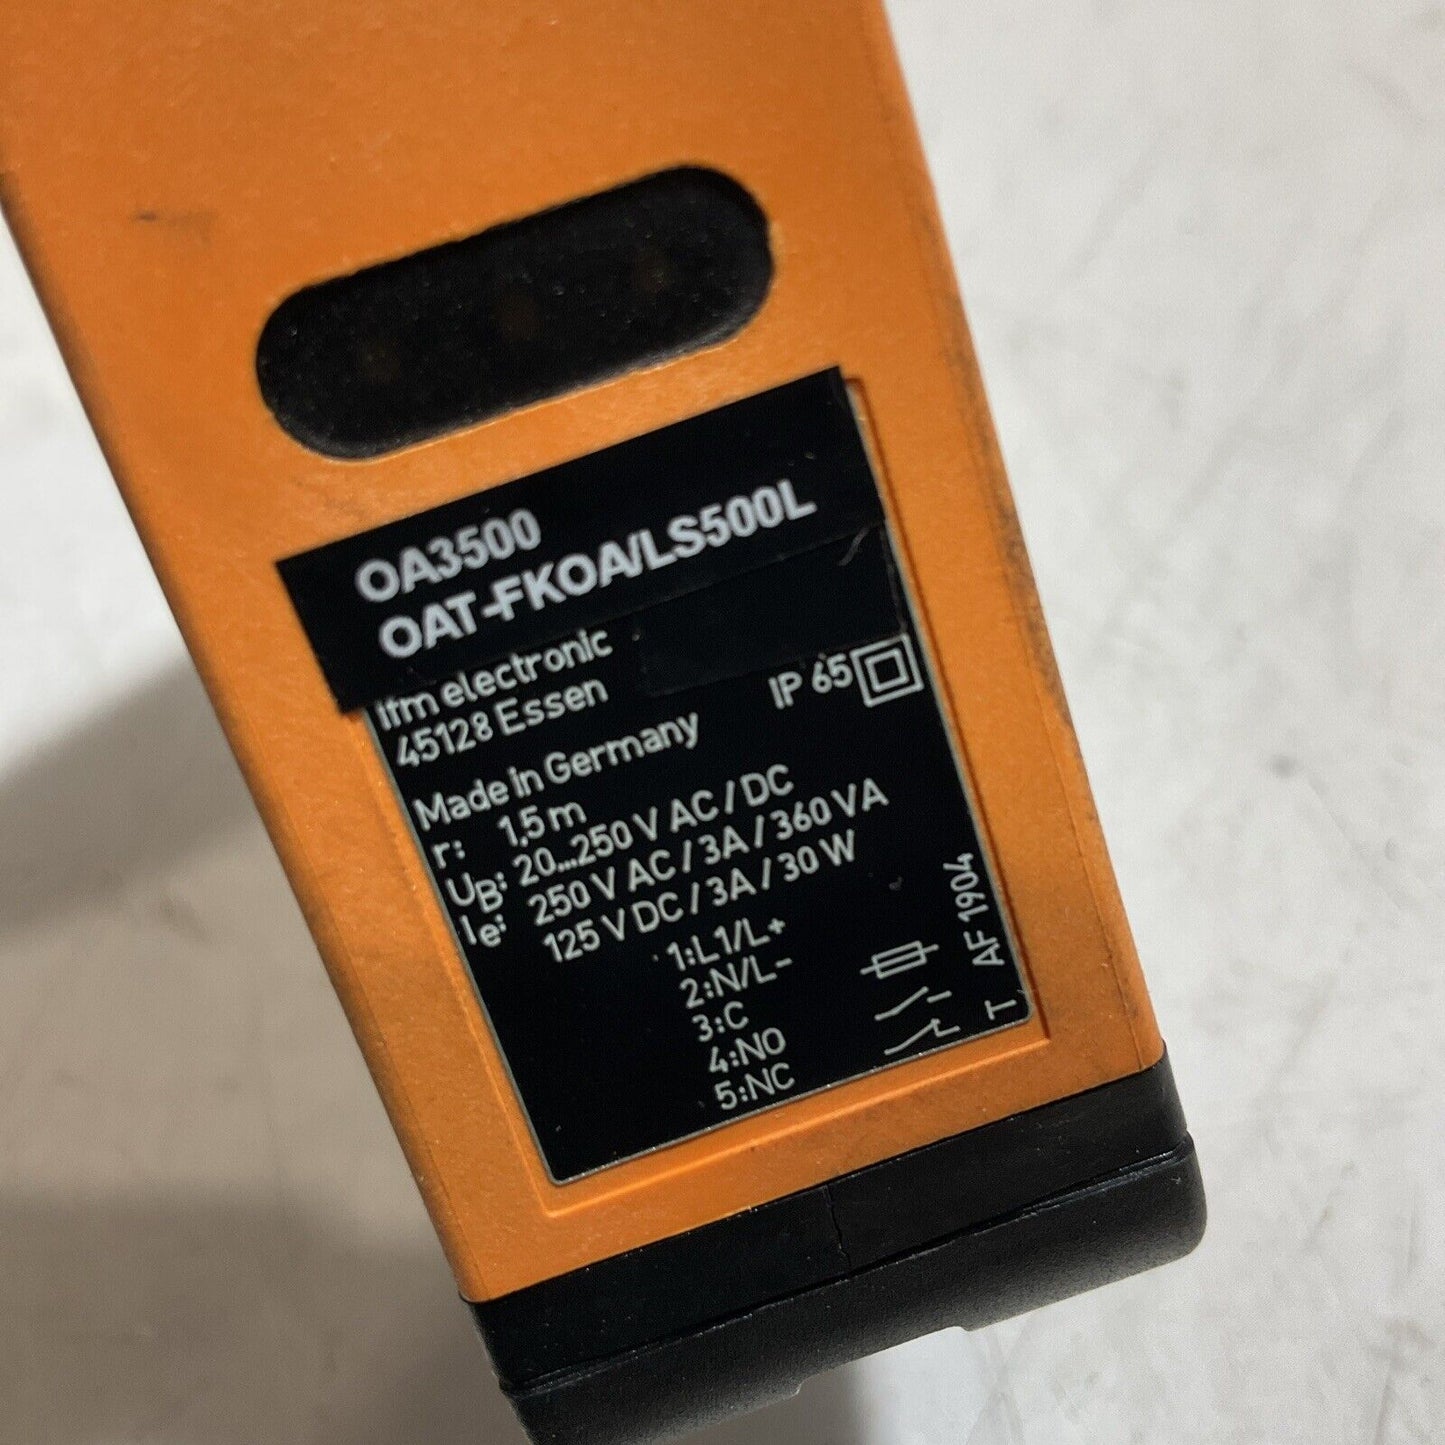 OA3500
OAT-FKOA/LS500L
ifm electronic
45128 Essen
IP 65
Made in Germany
r: 1,5 m
UB: 20...250 V AC / DC
Ie: 250 V AC / 3A / 360 VA
125 V DC / 3A / 30 W
1:L1/L+
2:N/L-
3:C
4:NO
5:NC
T AF 1904